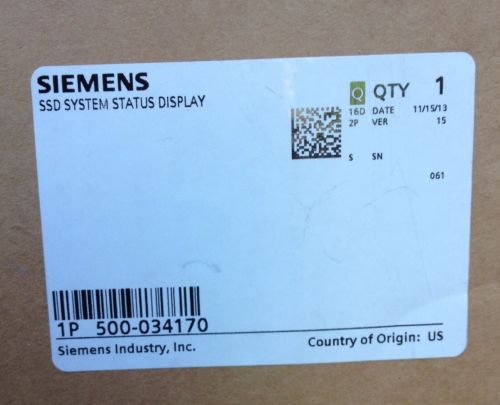 SIEMENS
SSD SYSTEM STATUS DISPLAY
Q QTY 1
16D DATE 11/15/13
2P VER 15
S SN
061
1P 500-034170
Siemens Industry, Inc.
Country of Origin: US